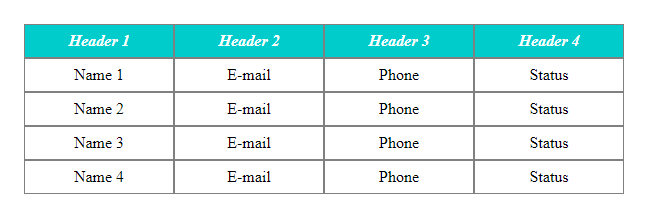 Header 1 Header 2 Header 3 Header 4
Name 1 E-mail Phone Status
Name 2 E-mail Phone Status
Name 3 E-mail Phone Status
Name 4 E-mail Phone Status